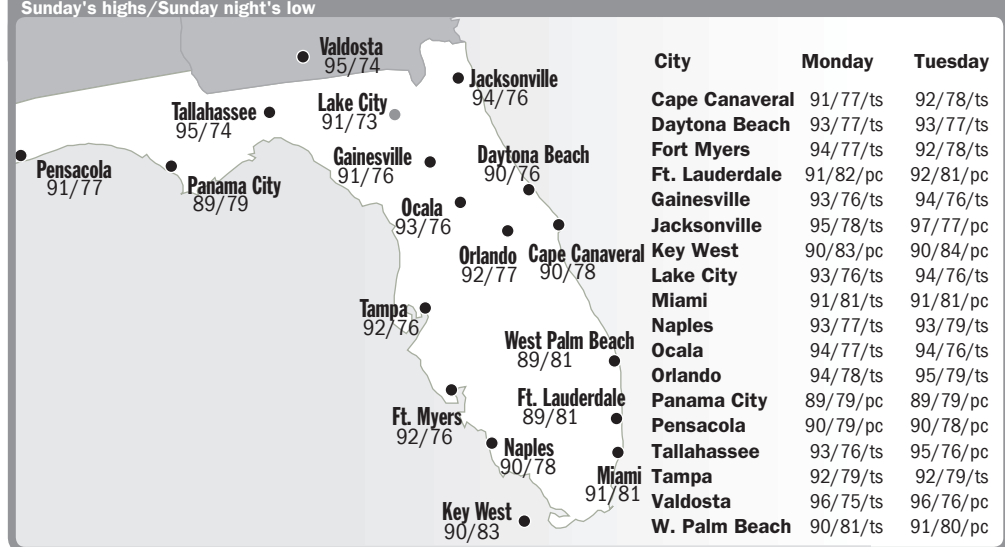 Sunday's highs/Sunday night's low
Valdosta
95/74
Jacksonville
94/76
Tallahassee
95/74
Lake City
91/73
Pensacola
91/77
Panama City
89/79
Gainesville
91/76
Daytona Beach
90/76
Ocala
93/76
Orlando
92/77
Cape Canaveral
90/78
Tampa
92/76
West Palm Beach
89/81
Ft. Lauderdale
89/81
Ft. Myers
92/76
Naples
90/78
Miami
91/81
Key West
90/83
City Monday Tuesday
Cape Canaveral 91/77/ts 92/78/ts
Daytona Beach 93/77/ts 93/77/ts
Fort Myers 94/77/ts 92/78/ts
Ft. Lauderdale 91/82/pc 92/81/pc
Gainesville 93/76/ts 94/76/ts
Jacksonville 95/78/ts 97/77/pc
Key West 90/83/pc 90/84/pc
Lake City 93/76/ts 94/76/ts
Miami 91/81/ts 91/81/pc
Naples 93/77/ts 93/79/ts
Ocala 94/77/ts 94/76/ts
Orlando 94/78/ts 95/79/ts
Panama City 89/79/pc 89/79/pc
Pensacola 90/79/pc 90/78/pc
Tallahassee 93/76/ts 95/76/pc
Tampa 92/79/ts 92/79/ts
Valdosta 96/75/ts 96/76/pc
W. Palm Beach 90/81/ts 91/80/pc